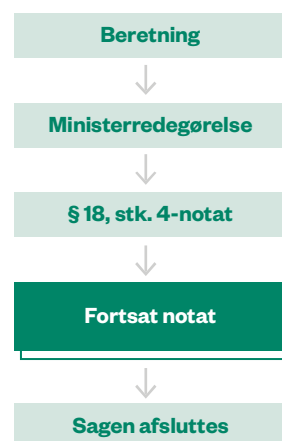 Beretning
Ministerredegørelse
§ 18, stk. 4-notat
Fortsat notat
Sagen afsluttes